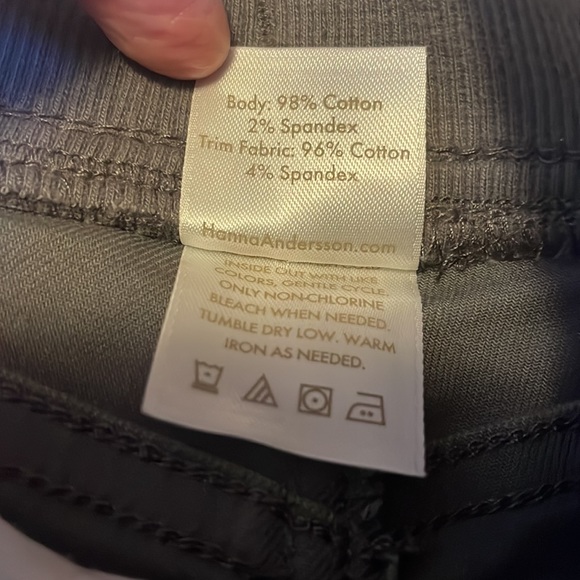 Body: 98% Cotton
2% Spandex
Trim Fabric: 96% Cotton
4% Spandex
HannaAndersson.com
INSIDE OUT WITH LIKE
COLORS, GENTLE CYCLE.
ONLY NON-CHLORINE
BLEACH WHEN NEEDED.
TUMBLE DRY LOW. WARM
IRON AS NEEDED.